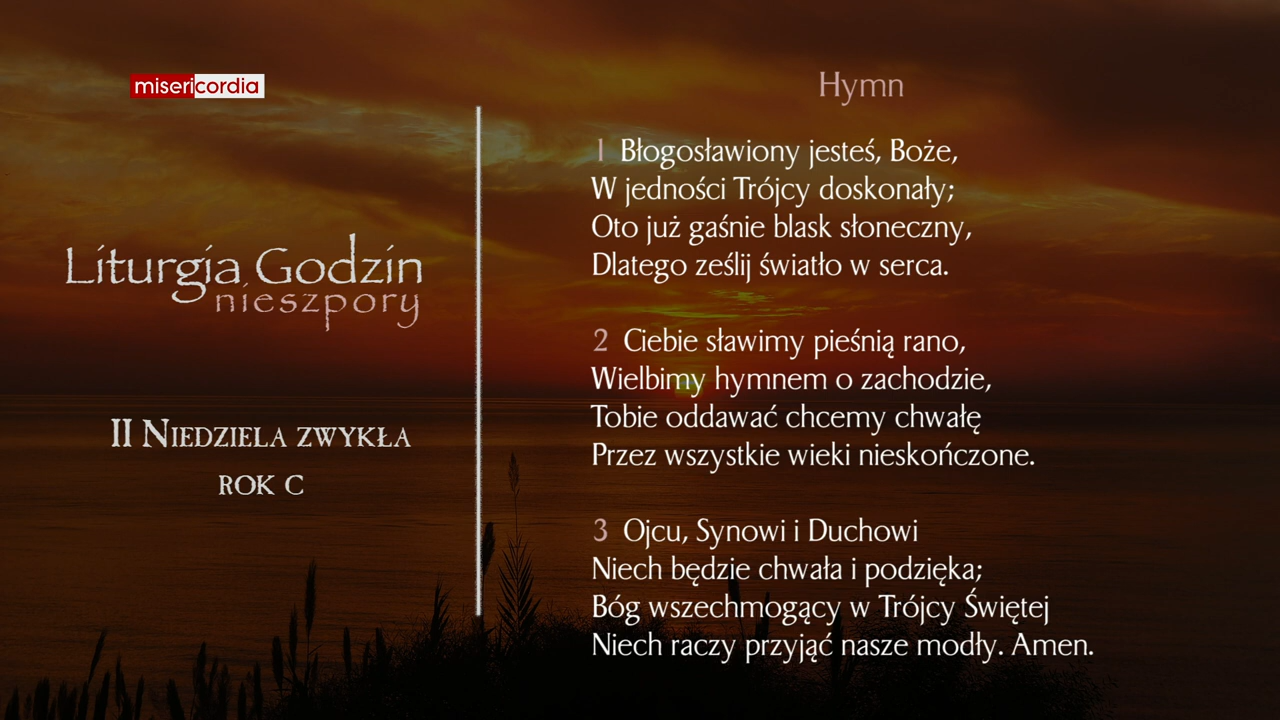 misericordia
Liturgia Godzin
nieszpory
II Niedziela zwykła
rok C
Hymn
1 Błogosławiony jesteś, Boże,
W jedności Trójcy doskonały;
Oto już gaśnie blask słoneczny,
Dlatego ześlij światło w serca.
2 Ciebie sławimy pieśnią rano,
Wielbimy hymnem o zachodzie,
Tobie oddawać chcemy chwałę
Przez wszystkie wieki nieskończone.
3 Ojcu, Synowi i Duchowi
Niech będzie chwała i podzięka;
Bóg wszechmogący w Trójcy Świętej
Niech raczy przyjąć nasze modły. Amen.